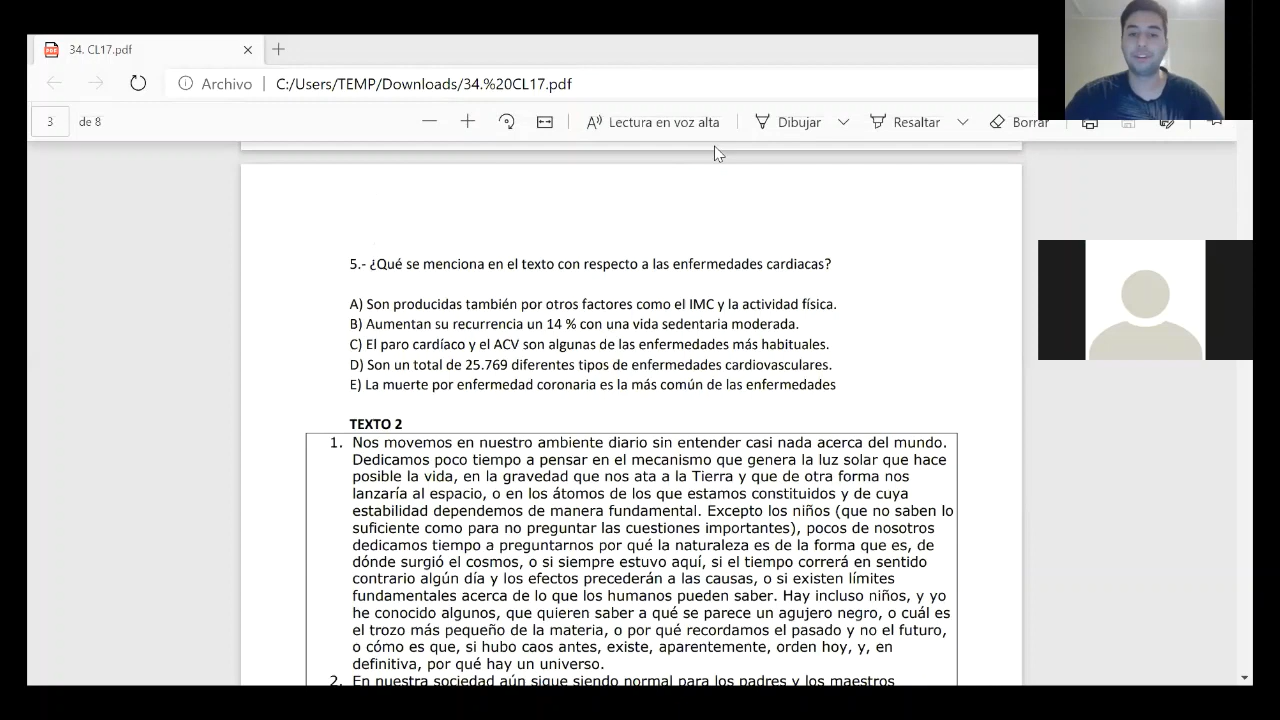 34. CL17.pdf
Archivo
C:/Users/TEMP/Downloads/34.%20CL17.pdf
3
de 8
Lectura en voz alta
Dibujar
Resaltar
Borrar
5.- ¿Qué se menciona en el texto con respecto a las enfermedades cardiacas?
A) Son producidas también por otros factores como el IMC y la actividad física.
B) Aumentan su recurrencia un 14 % con una vida sedentaria moderada.
C) El paro cardíaco y el ACV son algunas de las enfermedades más habituales.
D) Son un total de 25.769 diferentes tipos de enfermedades cardiovasculares.
E) La muerte por enfermedad coronaria es la más común de las enfermedades
TEXTO 2
1. Nos movemos en nuestro ambiente diario sin entender casi nada acerca del mundo.
Dedicamos poco tiempo a pensar en el mecanismo que genera la luz solar que hace
posible la vida, en la gravedad que nos ata a la Tierra y que de otra forma nos
lanzaría al espacio, o en los átomos de los que estamos constituidos y de cuya
estabilidad dependemos de manera fundamental. Excepto los niños (que no saben lo
suficiente como para no preguntar las cuestiones importantes), pocos de nosotros
dedicamos tiempo a preguntarnos por qué la naturaleza es de la forma que es, de
dónde surgió el cosmos, o si siempre estuvo aquí, si el tiempo correrá en sentido
contrario algún día y los efectos precederán a las causas, o si existen límites
fundamentales acerca de lo que los humanos pueden saber. Hay incluso niños, y yo
he conocido algunos, que quieren saber a qué se parece un agujero negro, o cuál es
el trozo más pequeño de la materia, o por qué recordamos el pasado y no el futuro,
o cómo es que, si hubo caos antes, existe, aparentemente, orden hoy, y, en
definitiva, por qué hay un universo.
2. En nuestra sociedad aún sigue siendo normal para los padres y los maestros